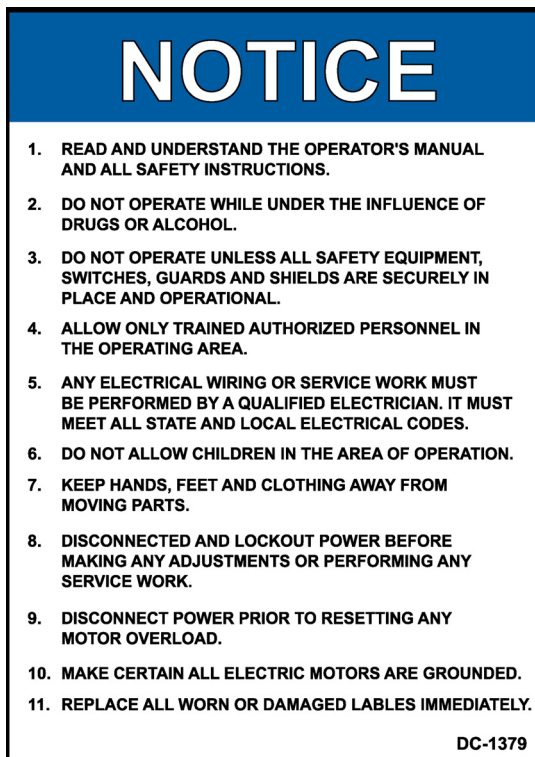 NOTICE
1. READ AND UNDERSTAND THE OPERATOR'S MANUAL
AND ALL SAFETY INSTRUCTIONS.
2. DO NOT OPERATE WHILE UNDER THE INFLUENCE OF
DRUGS OR ALCOHOL.
3. DO NOT OPERATE UNLESS ALL SAFETY EQUIPMENT,
SWITCHES, GUARDS AND SHIELDS ARE SECURELY IN
PLACE AND OPERATIONAL.
4. ALLOW ONLY TRAINED AUTHORIZED PERSONNEL IN
THE OPERATING AREA.
5. ANY ELECTRICAL WIRING OR SERVICE WORK MUST
BE PERFORMED BY A QUALIFIED ELECTRICIAN. IT MUST
MEET ALL STATE AND LOCAL ELECTRICAL CODES.
6. DO NOT ALLOW CHILDREN IN THE AREA OF OPERATION.
7. KEEP HANDS, FEET AND CLOTHING AWAY FROM
MOVING PARTS.
8. DISCONNECTED AND LOCKOUT POWER BEFORE
MAKING ANY ADJUSTMENTS OR PERFORMING ANY
SERVICE WORK.
9. DISCONNECT POWER PRIOR TO RESETTING ANY
MOTOR OVERLOAD.
10. MAKE CERTAIN ALL ELECTRIC MOTORS ARE GROUNDED.
11. REPLACE ALL WORN OR DAMAGED LABLES IMMEDIATELY.
DC-1379